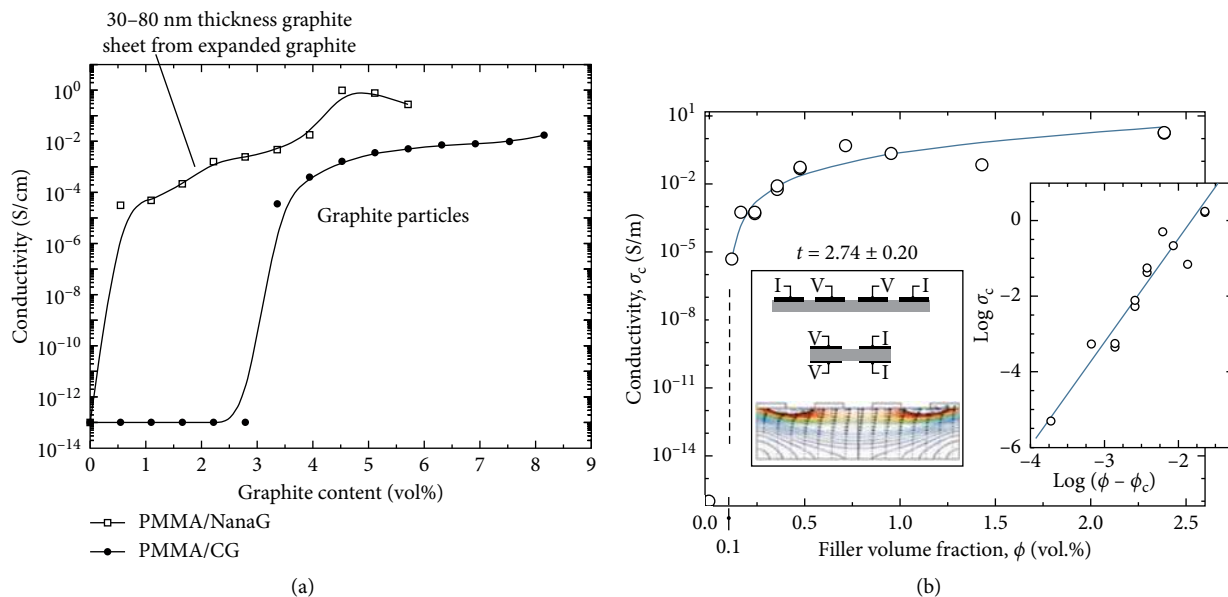 30–80 nm thickness graphite
sheet from expanded graphite
10^0
10^−2
10^−4
10^−6
10^−8
10^−10
10^−12
10^−14
Conductivity (S/cm)
Graphite particles
0 1 2 3 4 5 6 7 8 9
Graphite content (vol%)
PMMA/NanaG
PMMA/CG
(a)
10^1
10^−2
10^−5
10^−8
10^−11
10^−14
Conductivity, σ_c (S/m)
t = 2.74 ± 0.20
I V V I
V I
V I
0
−2
−4
−6
Log σ_c
−4 −3 −2
Log (ϕ − ϕ_c)
0.0 0.5 1.0 1.5 2.0 2.5
0.1
Filler volume fraction, ϕ (vol.%)
(b)